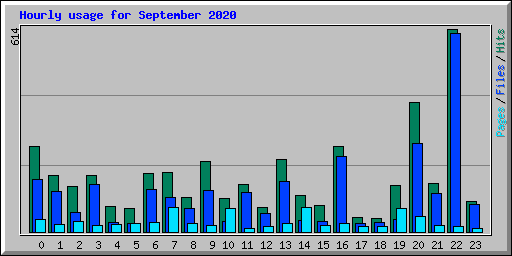 Hourly usage for September 2020
614
Pages / Files / Hits
0 1 2 3 4 5 6 7 8 9 10 11 12 13 14 15 16 17 18 19 20 21 22 23